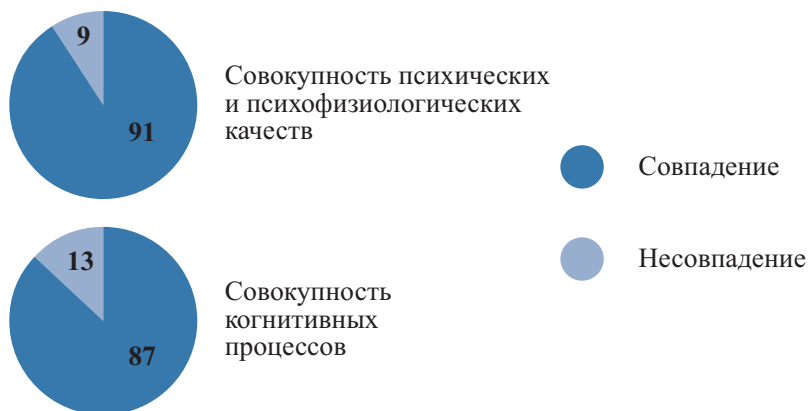 9
91
Совокупность психических
и психофизиологических
качеств
Совпадение
Несовпадение
13
87
Совокупность
когнитивных
процессов